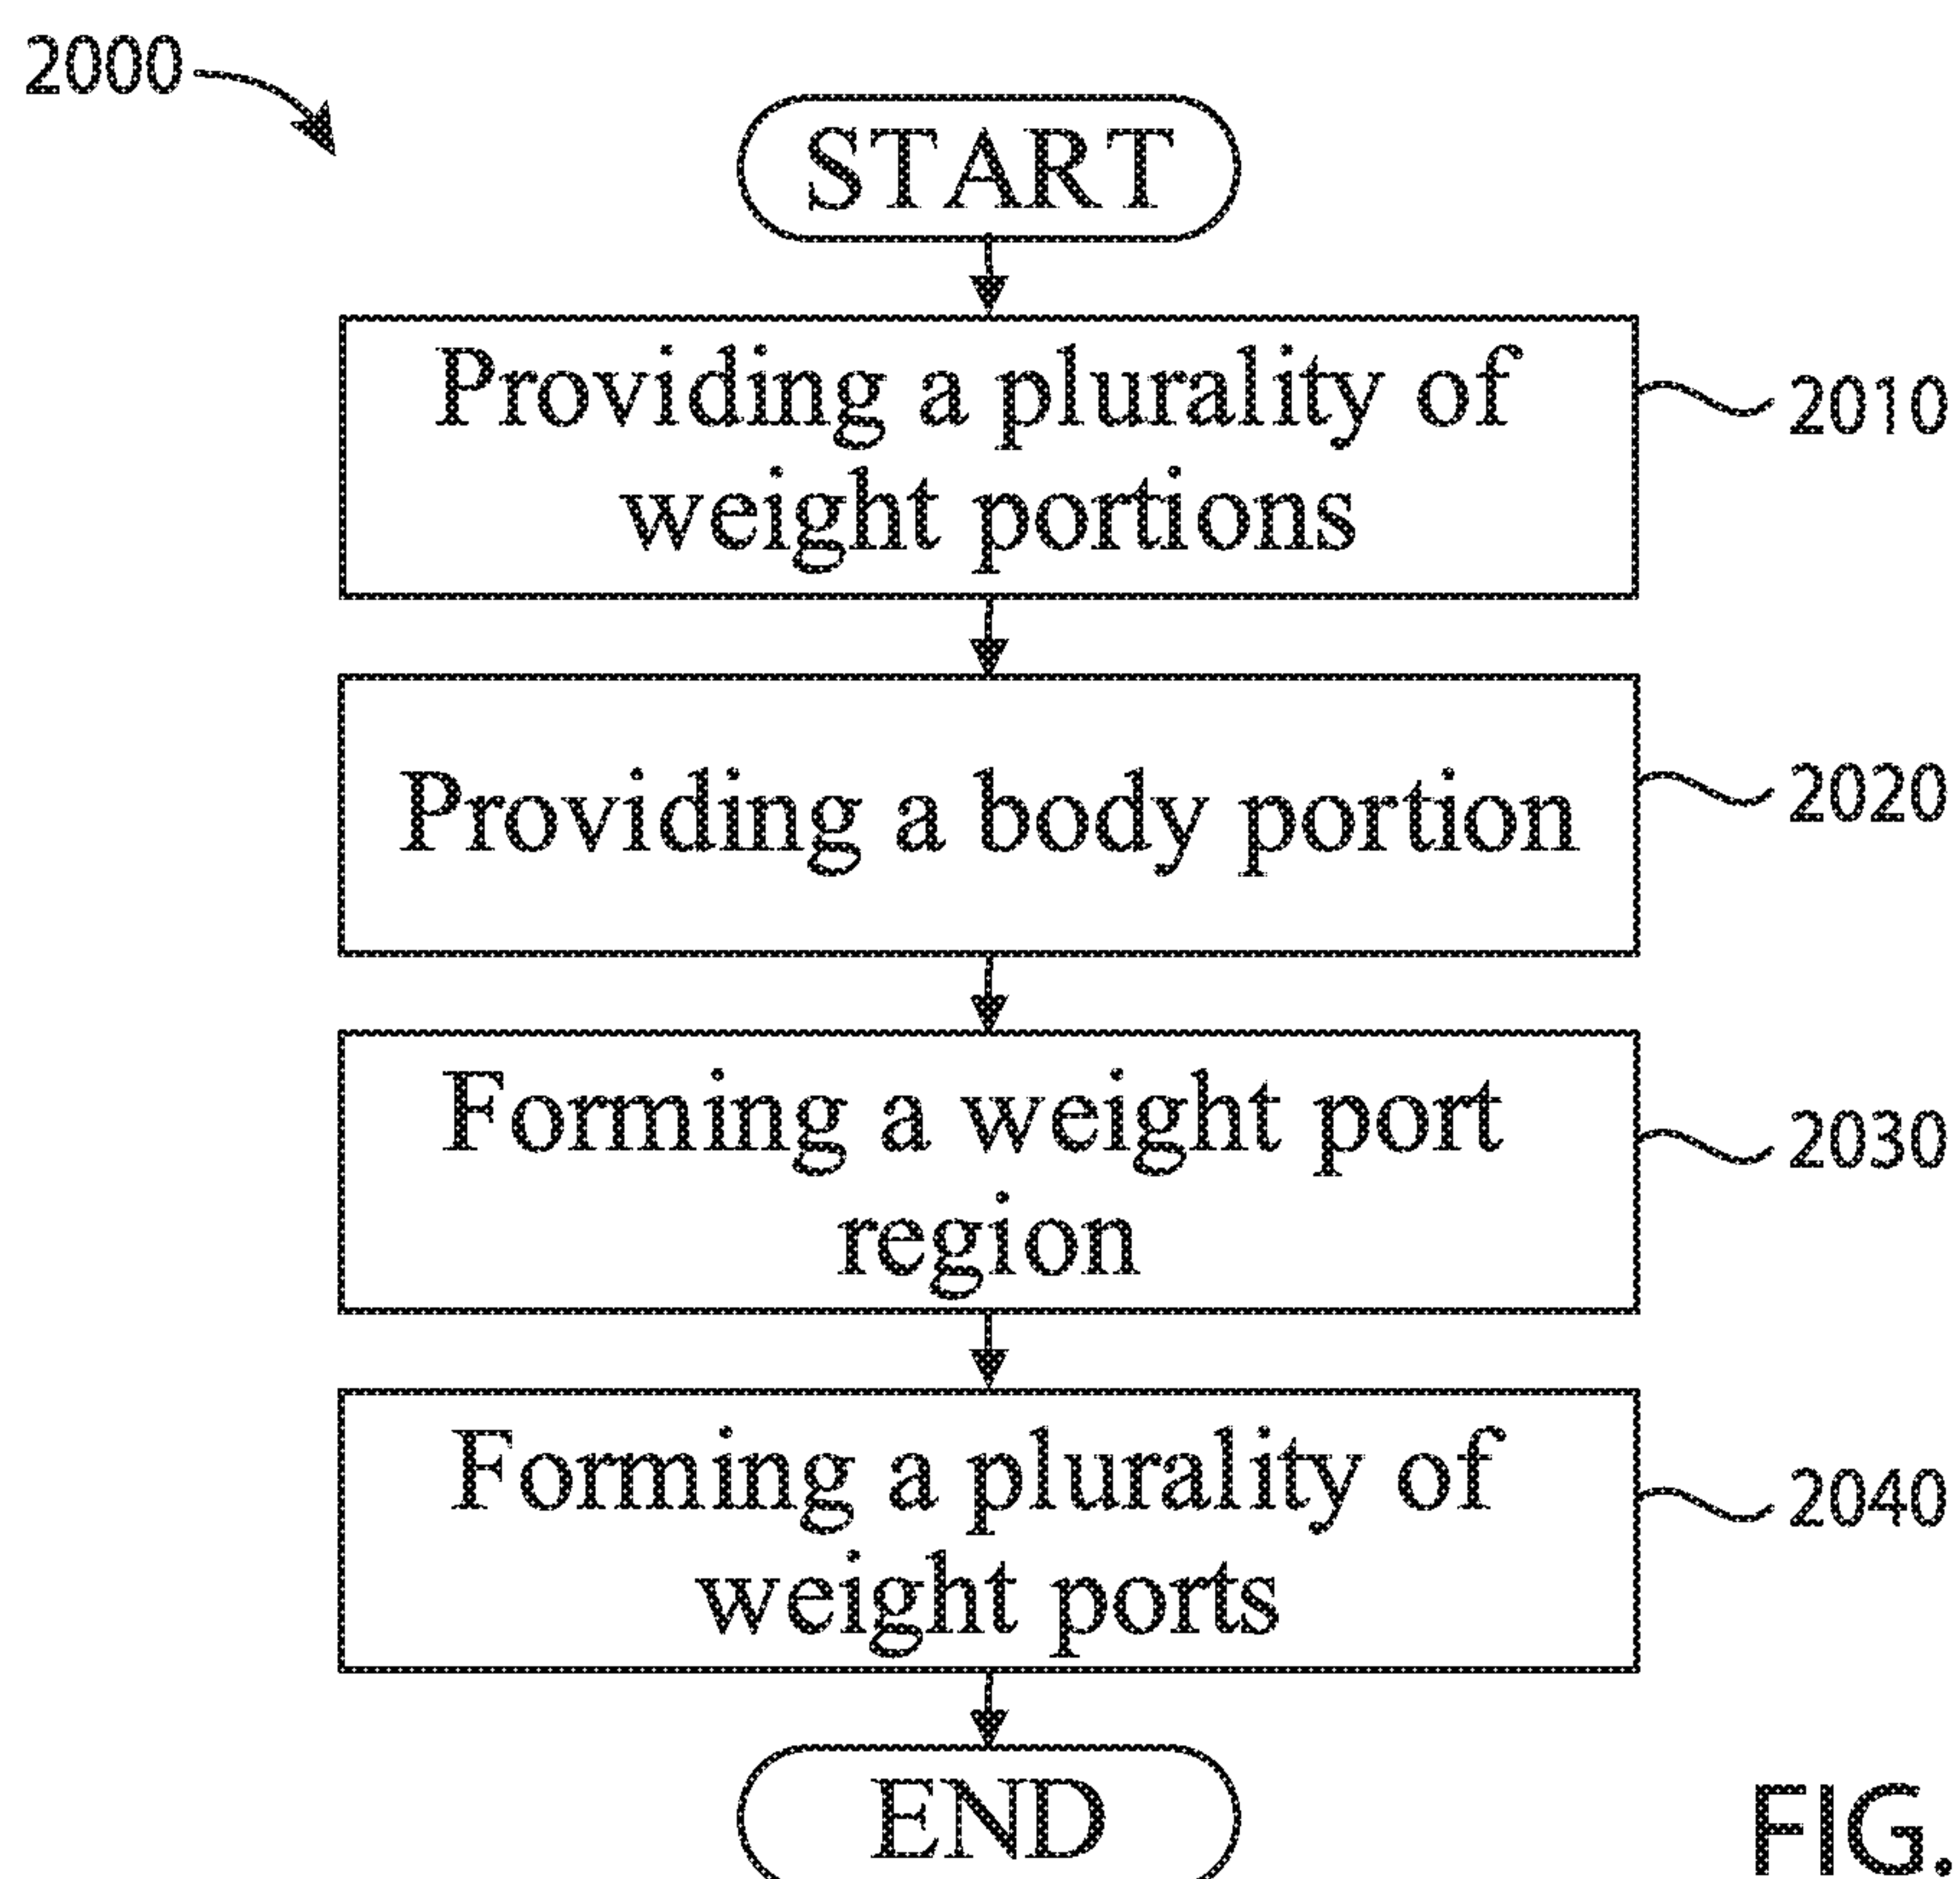 2000
START
Providing a plurality of
weight portions
2010
Providing a body portion
2020
Forming a weight port
region
2030
Forming a plurality of
weight ports
2040
END
FIG.